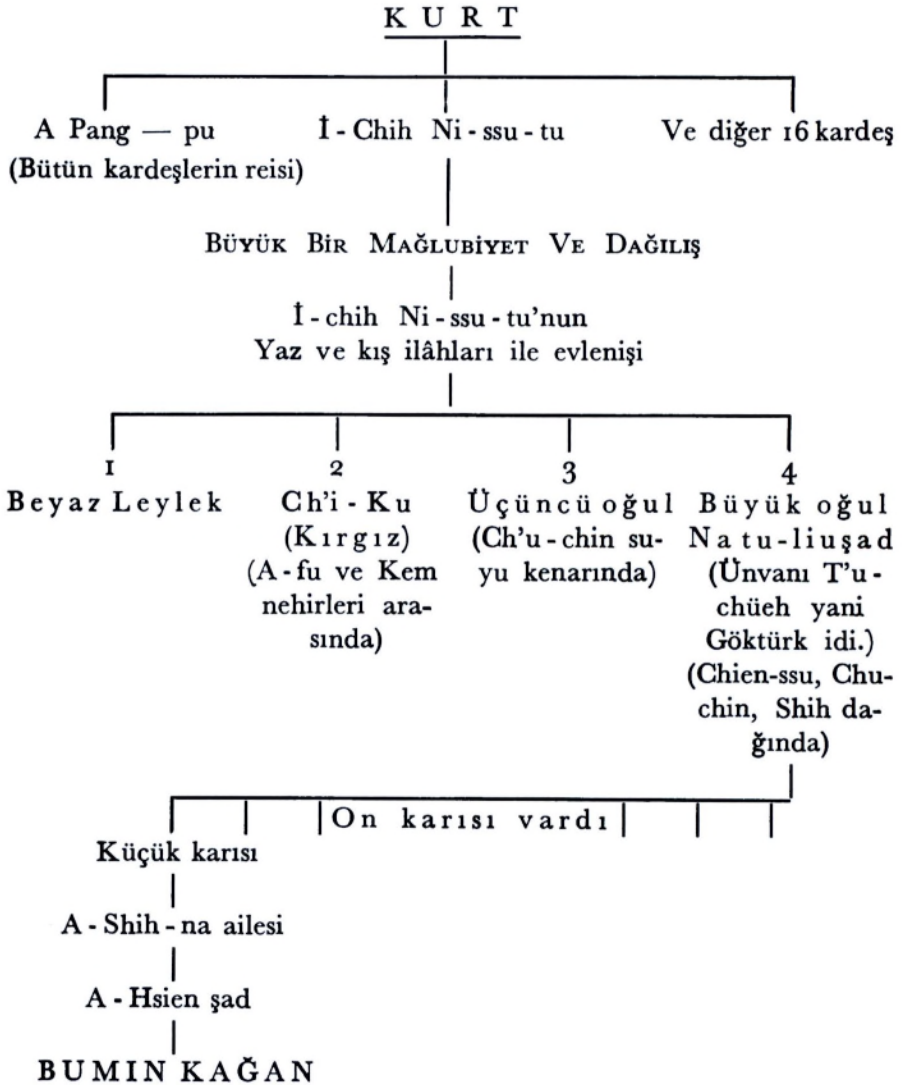 KURT
A Pang — pu
(Bütün kardeşlerin reisi)
İ - Chih Ni - ssu - tu
Ve diğer 16 kardeş
BÜYÜK BİR MAĞLUBİYET VE DAĞILIŞ
İ - chih Ni - ssu - tu’nun
Yaz ve kış ilâhları ile evlenişi
1
Beyaz Leylek
2
Ch’i - Ku
(Kırgız)
(A - fu ve Kem
nehirleri ara-
sında)
3
Üçüncü oğul
(Ch’u - chin su-
yu kenarında)
4
Büyük oğul
Natu-liuşad
(Ünvanı T’u -
chüeh yani
Göktürk idi.)
(Chien-ssu, Chu-
chin, Shih da-
ğında)
On karısı vardı
Küçük karısı
A - Shih - na ailesi
A - Hsien şad
BUMIN KAĞAN